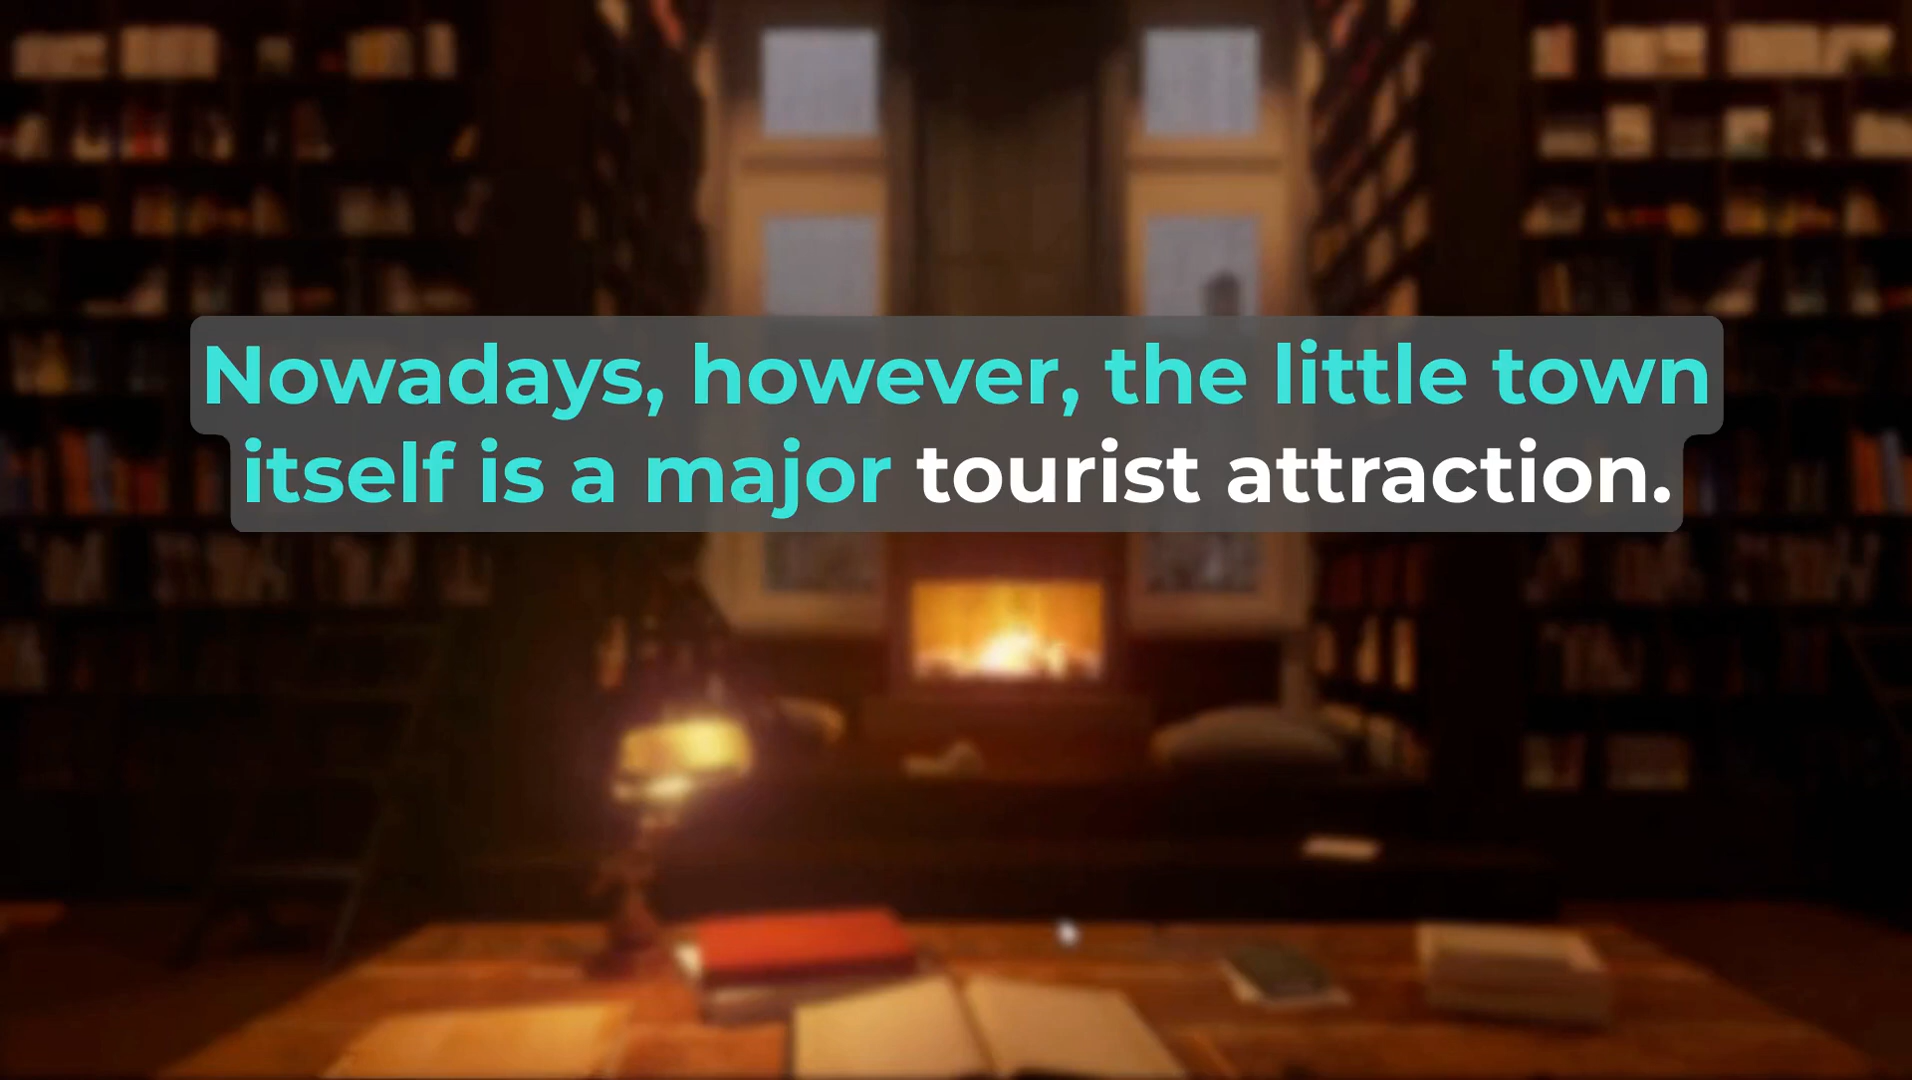 Nowadays, however, the little town
itself is a major tourist attraction.